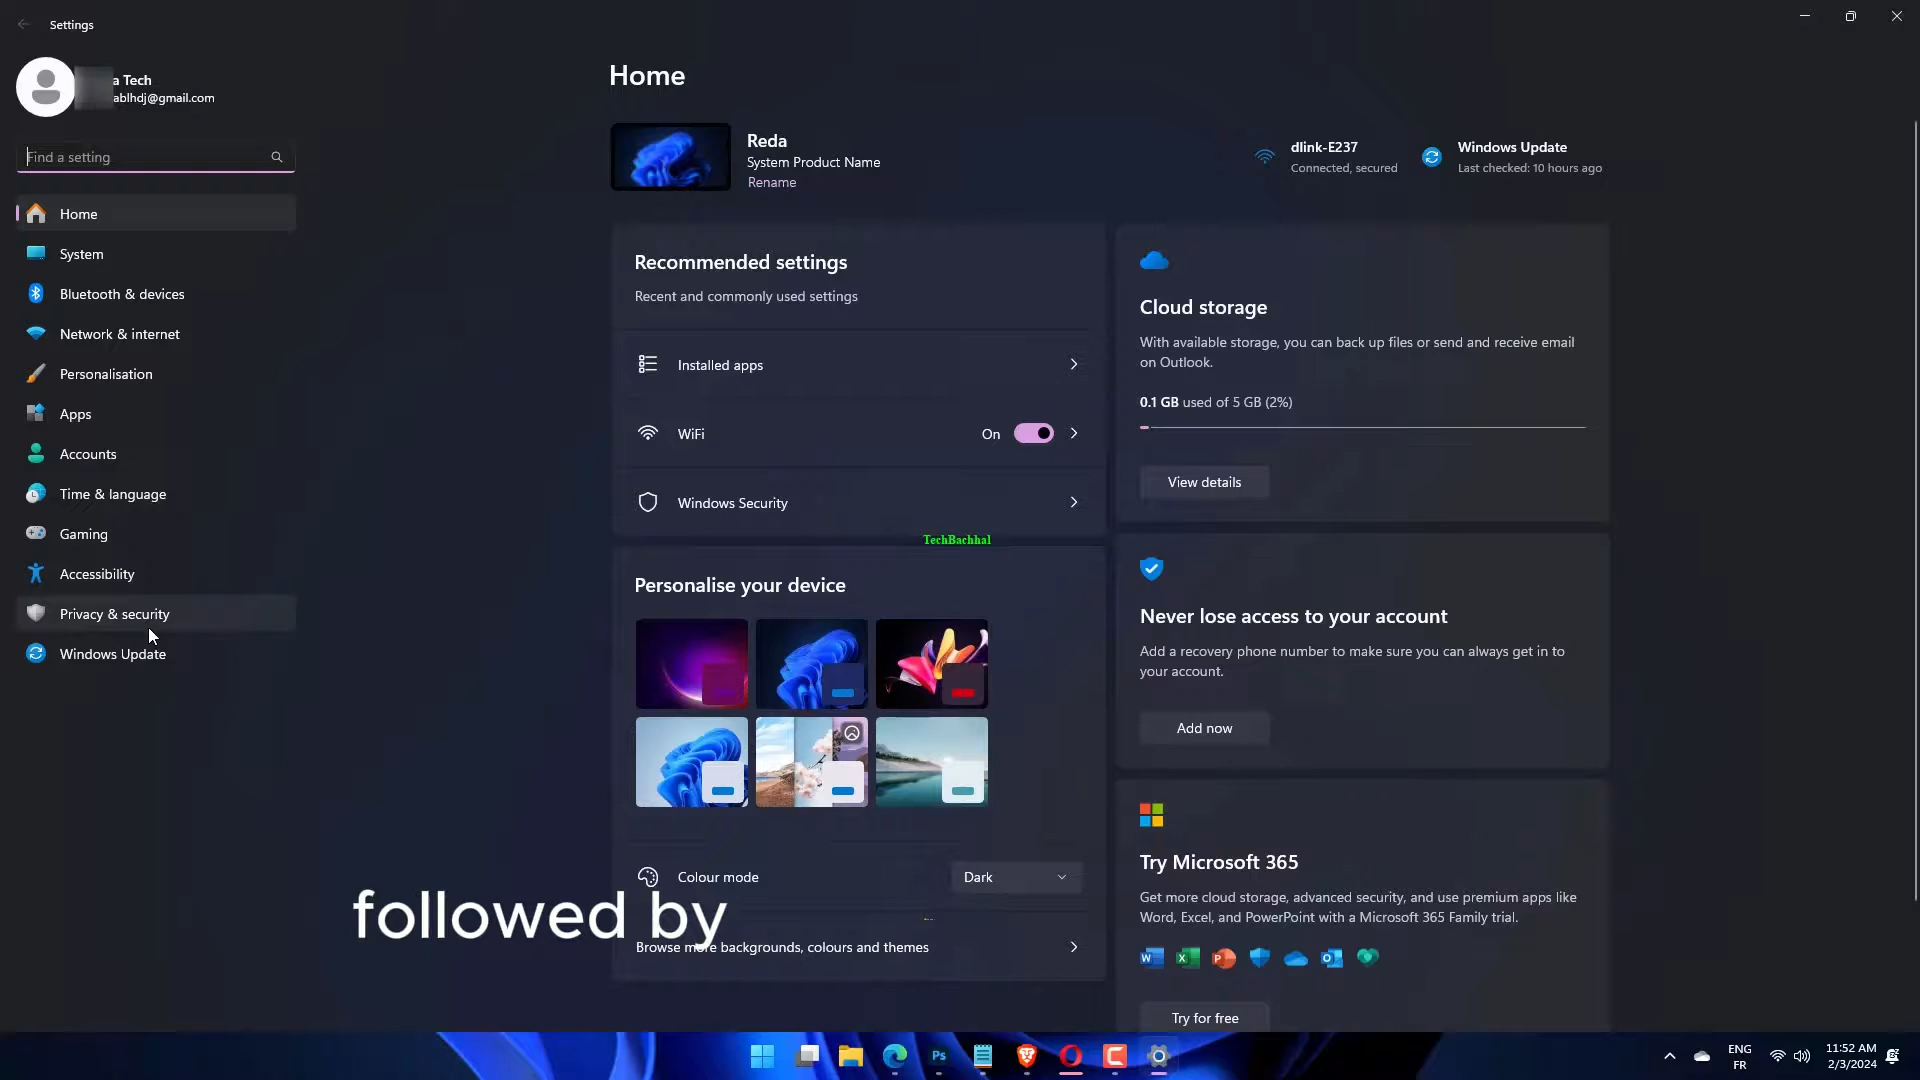 Settings
a Tech
ablhdj@gmail.com
Find a setting
Home
System
Bluetooth & devices
Network & internet
Personalisation
Apps
Accounts
Time & language
Gaming
Accessibility
Privacy & security
Windows Update
Home
Reda
System Product Name
Rename
dlink-E237
Connected, secured
Windows Update
Last checked: 10 hours ago
Recommended settings
Recent and commonly used settings
Installed apps
WiFi
On
Windows Security
TechBachhal
Personalise your device
Colour mode
Dark
followed by
Browse more backgrounds, colours and themes
Cloud storage
With available storage, you can back up files or send and receive email
on Outlook.
0.1 GB used of 5 GB (2%)
View details
Never lose access to your account
Add a recovery phone number to make sure you can always get in to
your account.
Add now
Try Microsoft 365
Get more cloud storage, advanced security, and use premium apps like
Word, Excel, and PowerPoint with a Microsoft 365 Family trial.
W
X
P
O
Try for free
Ps
ENG
FR
11:52 AM
2/3/2024